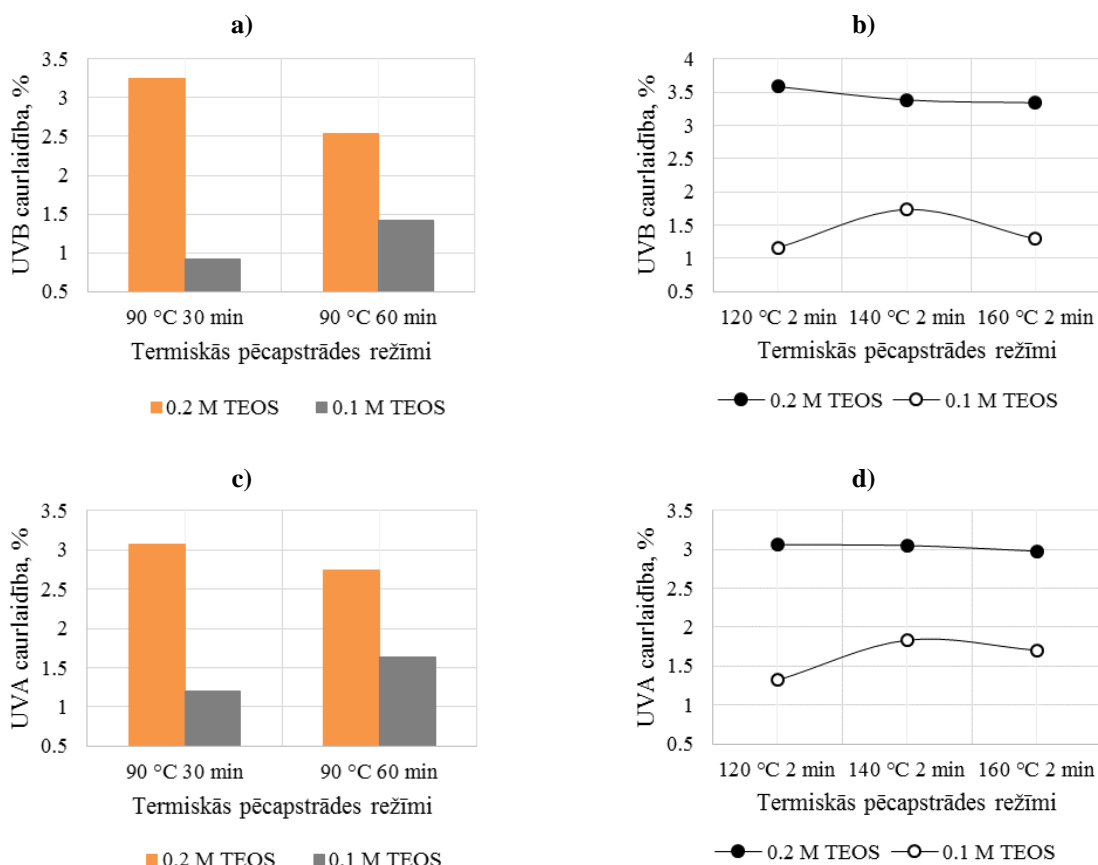 a)
UVB caurlaidība, %
3.5
3
2.5
2
1.5
1
0.5
90 °C 30 min
90 °C 60 min
Termiskās pēcapstrādes režīmi
0.2 M TEOS
0.1 M TEOS
b)
UVB caurlaidība, %
4
3.5
3
2.5
2
1.5
1
0.5
120 °C 2 min
140 °C 2 min
160 °C 2 min
Termiskās pēcapstrādes režīmi
0.2 M TEOS
0.1 M TEOS
c)
UVA caurlaidība, %
3.5
3
2.5
2
1.5
1
0.5
90 °C 30 min
90 °C 60 min
Termiskās pēcapstrādes režīmi
0.2 M TEOS
0.1 M TEOS
d)
UVA caurlaidība, %
3.5
3
2.5
2
1.5
1
0.5
120 °C 2 min
140 °C 2 min
160 °C 2 min
Termiskās pēcapstrādes režīmi
0.2 M TEOS
0.1 M TEOS